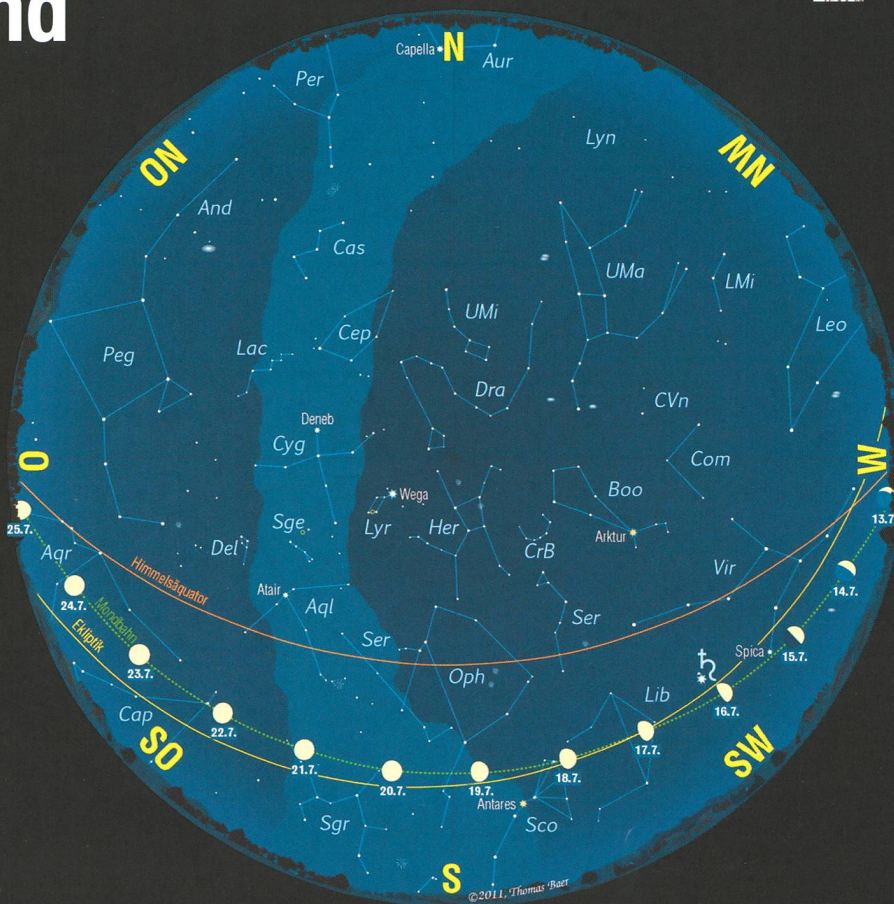 nd
N
Capella
Aur
Per
Lyn
NO
NW
And
Cas
UMa
LMi
UMi
Leo
Cep
Lac
Peg
Dra
CVn
Deneb
Cyg
O
W
Com
Wega
Boo
25.7.
13.7
Sge
Lyr
Her
Arktur
Del
CrB
Aqr
Himmelsäquator
Vir
14.7.
Atair
24.7.
Aql
Mondbahn
Ser
Ser
Ekliptik
Spica
15.7.
23.7.
♄
Oph
Lib
Cap
16.7.
22.7.
SO
SW
17.7.
21.7.
18.7.
20.7.
19.7.
Antares
Sgr
Sco
S
©2011, Thomas Baer